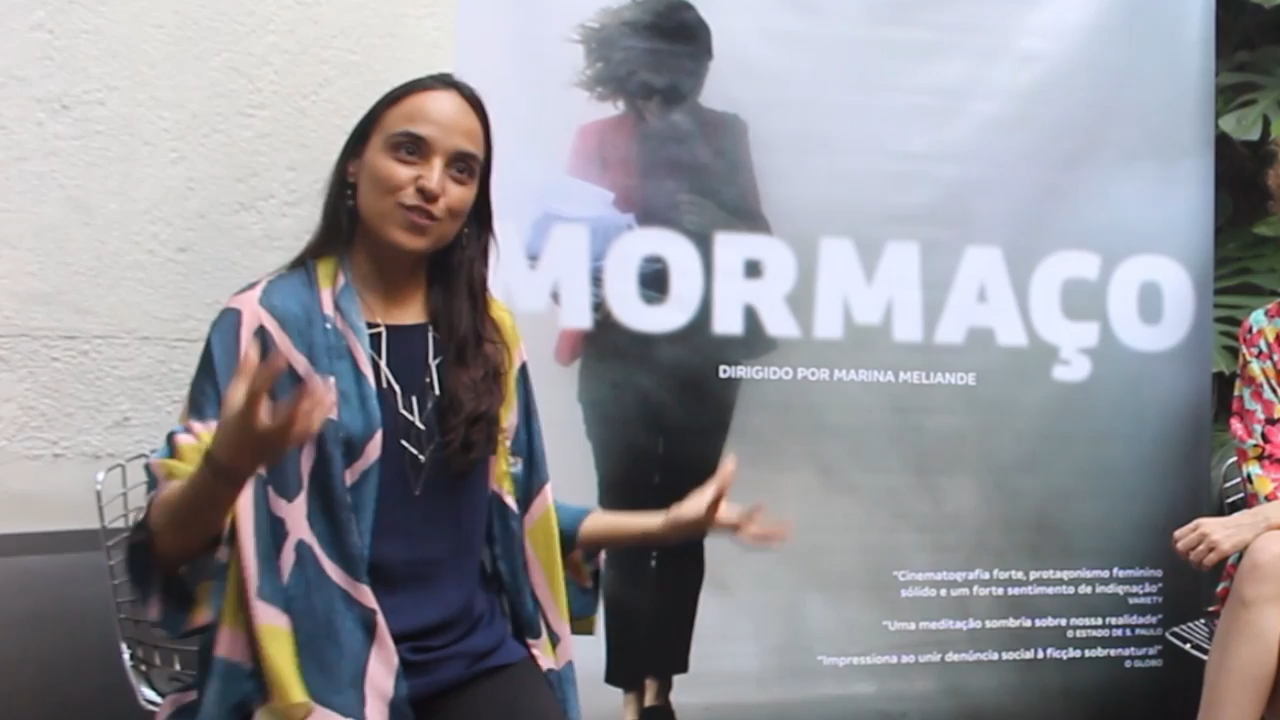 MORMAÇO
DIRIGIDO POR MARINA MELIANDE
"Cinematografia forte, protagonismo feminino
sólido e um forte sentimento de indignação"
VARIETY
"Uma meditação sombria sobre nossa realidade"
O ESTADO DE S. PAULO
"Impressiona ao unir denúncia social à ficção sobrenatural"
O GLOBO